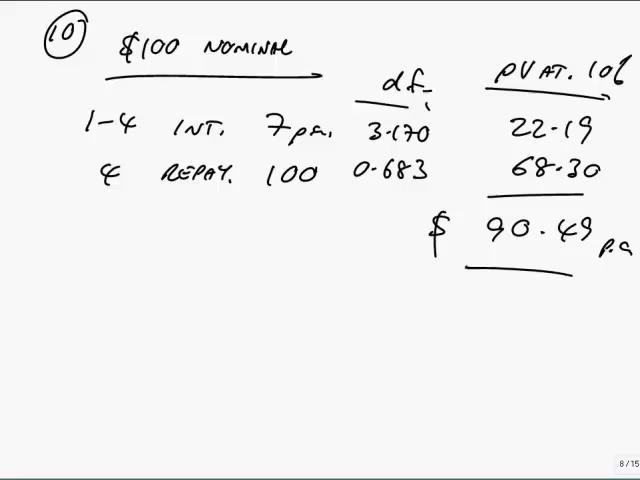 10)
$100 NOMINAL
df. PV AT. 10%
1-4 INT. 7 p.a. 3.170 22.19
4 REPAY. 100 0.683 68.30
$ 90.49 p.a
8 / 15